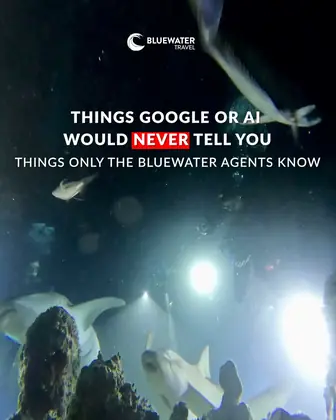 BLUEWATER
TRAVEL
THINGS GOOGLE OR AI
WOULD NEVER TELL YOU
THINGS ONLY THE BLUEWATER AGENTS KNOW